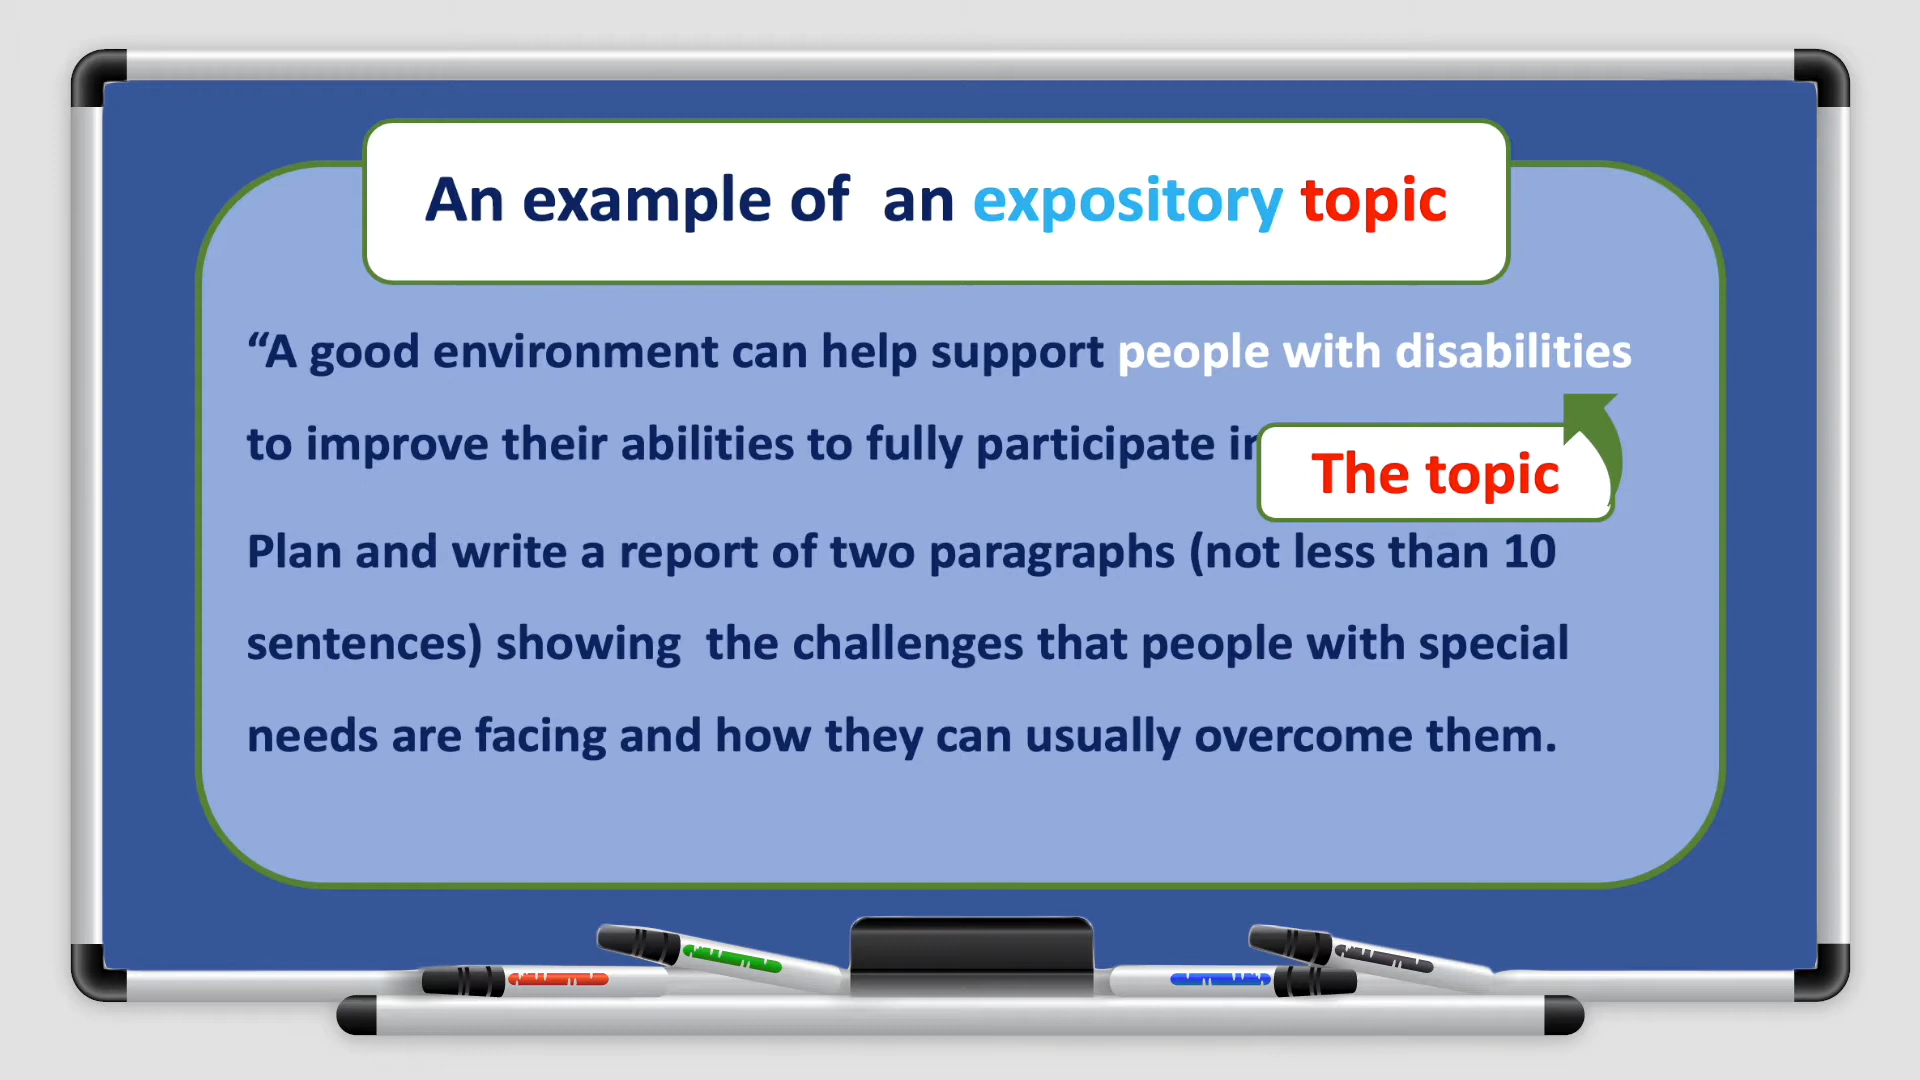 An example of an expository topic
“A good environment can help support people with disabilities
to improve their abilities to fully participate
The topic
Plan and write a report of two paragraphs (not less than 10
sentences) showing the challenges that people with special
needs are facing and how they can usually overcome them.